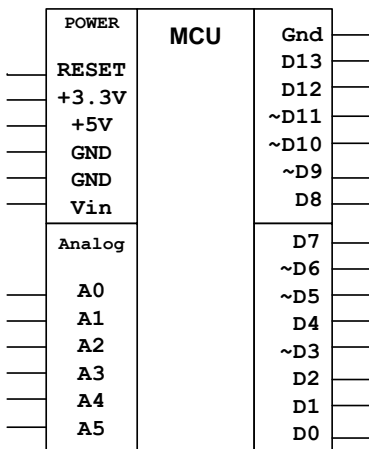 POWER
RESET
+3.3V
+5V
GND
GND
Vin
Analog
A0
A1
A2
A3
A4
A5
MCU
Gnd
D13
D12
~D11
~D10
~D9
D8
D7
~D6
~D5
D4
~D3
D2
D1
D0